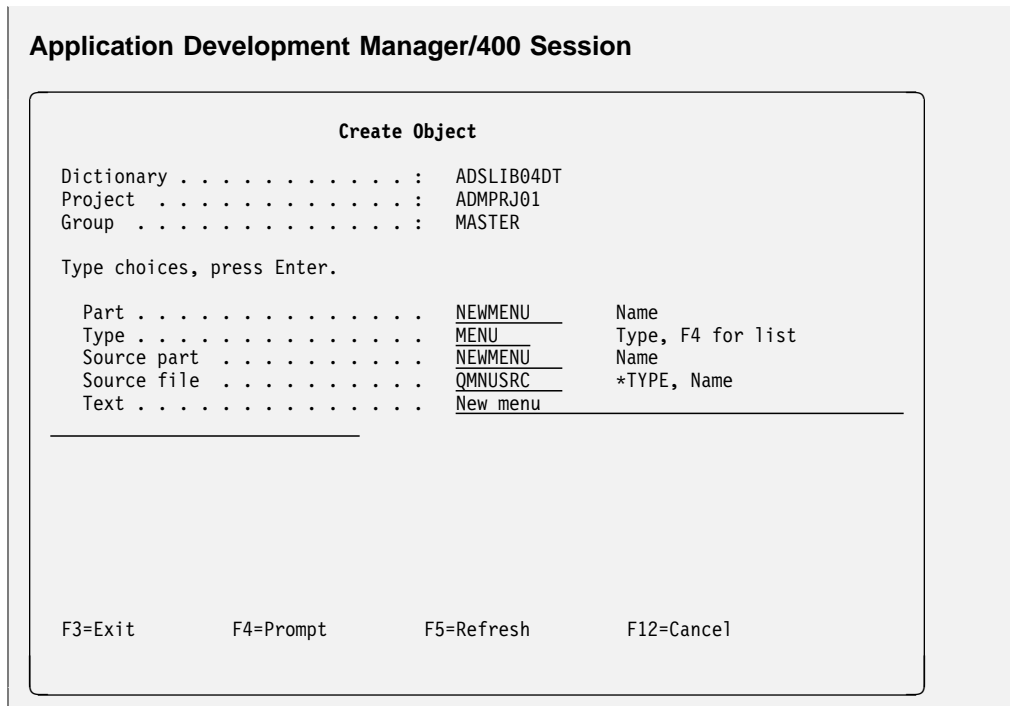 Application Development Manager/400 Session
Create Object
Dictionary . . . . . . . . . . . : ADSLIB04DT
Project . . . . . . . . . . . . : ADMPRJ01
Group . . . . . . . . . . . . . : MASTER
Type choices, press Enter.
Part . . . . . . . . . . . . . . NEWMENU Name
Type . . . . . . . . . . . . . . MENU Type, F4 for list
Source part . . . . . . . . . . NEWMENU Name
Source file . . . . . . . . . . QMNUSRC *TYPE, Name
Text . . . . . . . . . . . . . . New menu
F3=Exit F4=Prompt F5=Refresh F12=Cancel